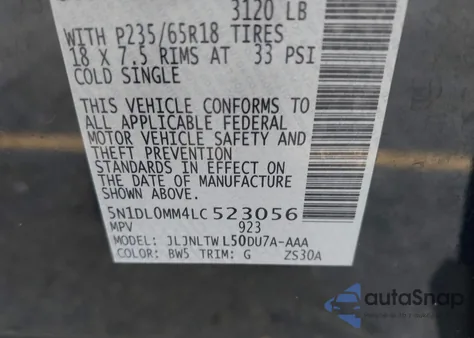 3120 LB
WITH P235/65R18 TIRES
18 X 7.5 RIMS AT 33 PSI
COLD SINGLE
THIS VEHICLE CONFORMS TO
ALL APPLICABLE FEDERAL
MOTOR VEHICLE SAFETY AND
THEFT PREVENTION
STANDARDS IN EFFECT ON
THE DATE OF MANUFACTURE
SHOWN ABOVE.
5N1DL0MM4LC523056
MPV 923
MODEL: JLJNLTWL50DU7A-AAA
COLOR: BW5 TRIM: G ZS30A
autoSnap